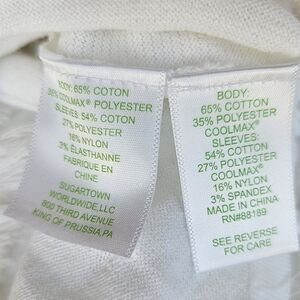 BODY: 65% COTON
35% COOLMAX® POLYESTER
SLEEVES: 54% COTON
27% POLYESTER
16% NYLON
3% ÉLASTHANNE
FABRIQUE EN
CHINE
SUGARTOWN
WORLDWIDE, LLC
800 THIRD AVENUE
KING OF PRUSSIA, PA
BODY:
65% COTTON
35% POLYESTER
COOLMAX®
SLEEVES:
54% COTTON
27% POLYESTER
COOLMAX®
16% NYLON
3% SPANDEX
MADE IN CHINA
RN#88189
SEE REVERSE
FOR CARE